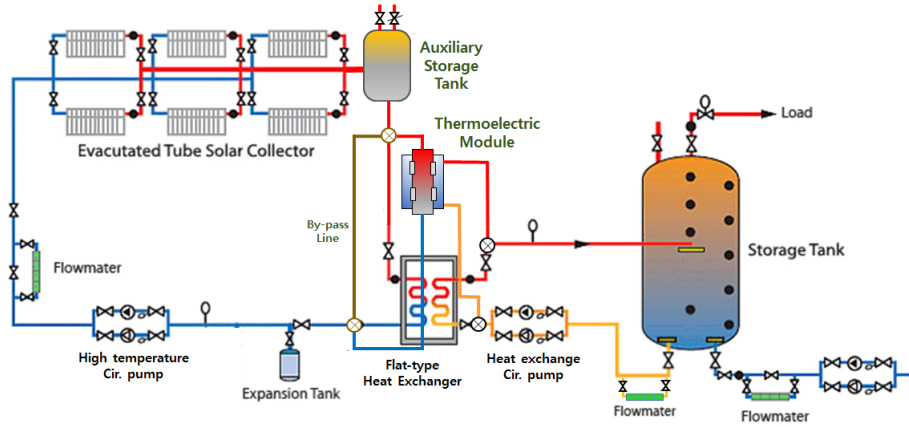 Auxiliary
Storage
Tank
Evacutated Tube Solar Collector
Thermoelectric
Module
Load
By-pass
Line
Storage Tank
Flowmater
High temperature
Cir. pump
Expansion Tank
Flat-type
Heat Exchanger
Heat exchange
Cir. pump
Flowmater
Flowmater